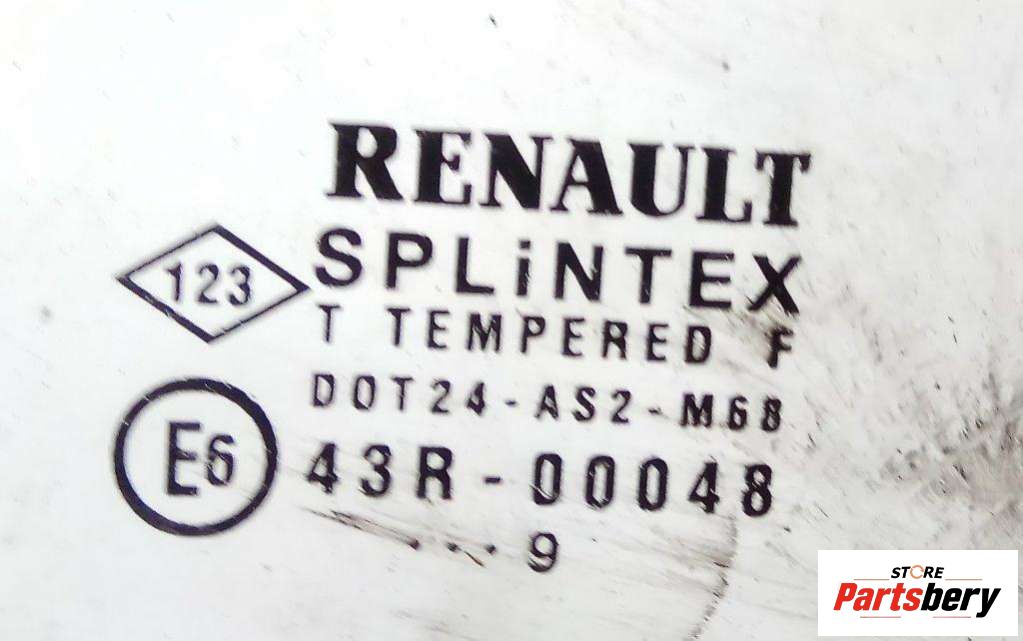 RENAULT
123
SPLiNTEX
T TEMPERED F
DOT24-AS2-M68
E6
43R-00048
... 9
STORE
Partsbery